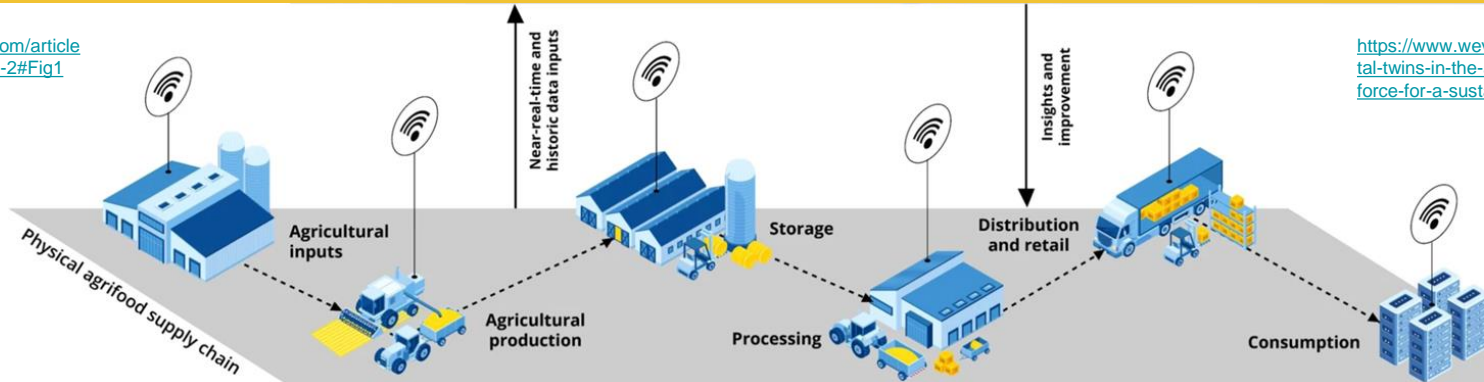 om/article
-2#Fig1
https://www.we
tal-twins-in-the-
force-for-a-sust
Near-real-time and
historic data inputs
Insights and
improvement
Agricultural
inputs
Storage
Distribution
and retail
Physical agrifood supply chain
Agricultural
production
Processing
Consumption